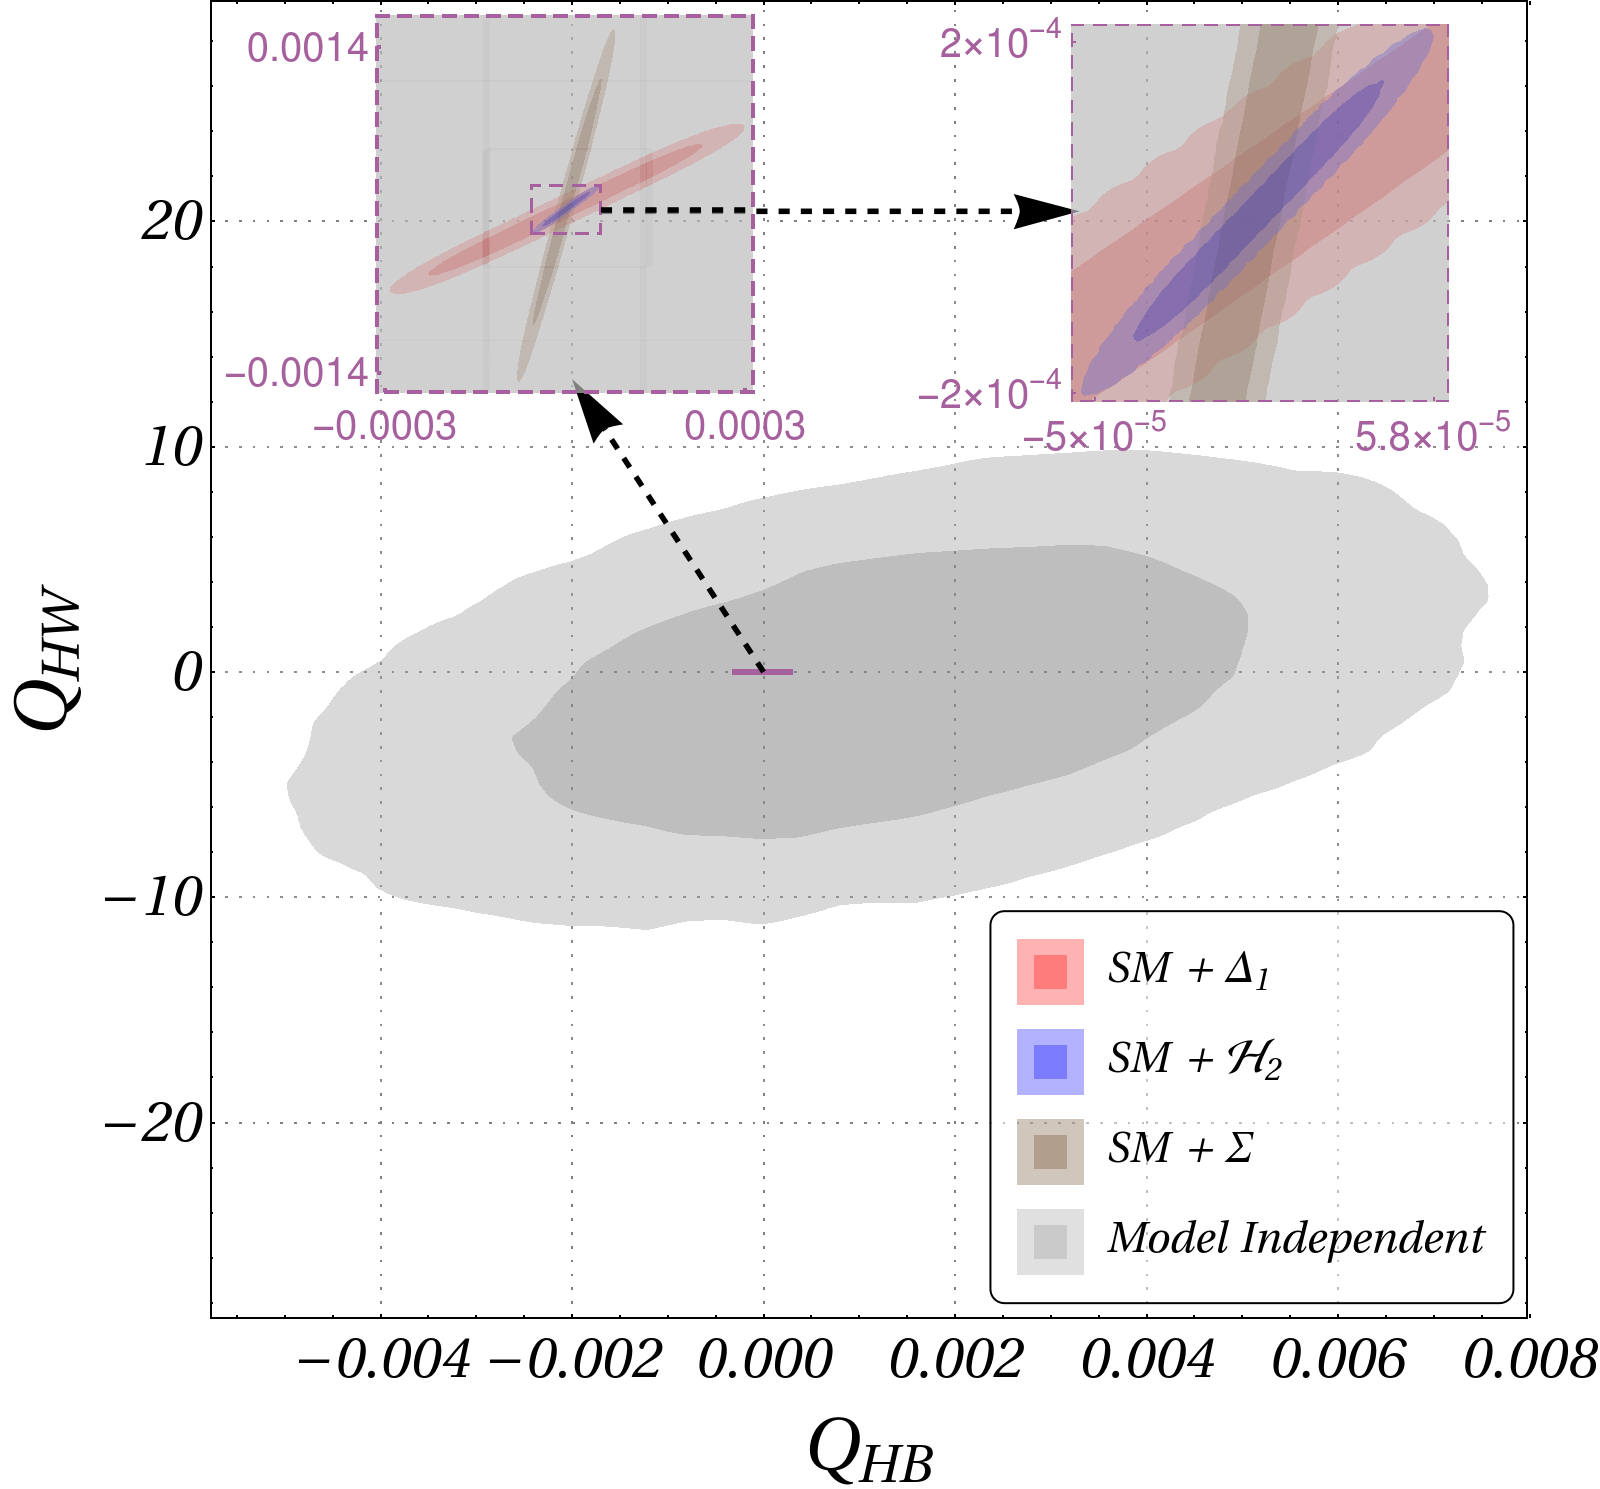 0.0014
−0.0014
−0.0003 0.0003
2×10⁻⁴
−2×10⁻⁴
−5×10⁻⁵ 5.8×10⁻⁵
20
10
0
−10
−20
Q_HW
SM + Δ₁
SM + ℋ₂
SM + Σ
Model Independent
−0.004 −0.002 0.000 0.002 0.004 0.006 0.008
Q_HB